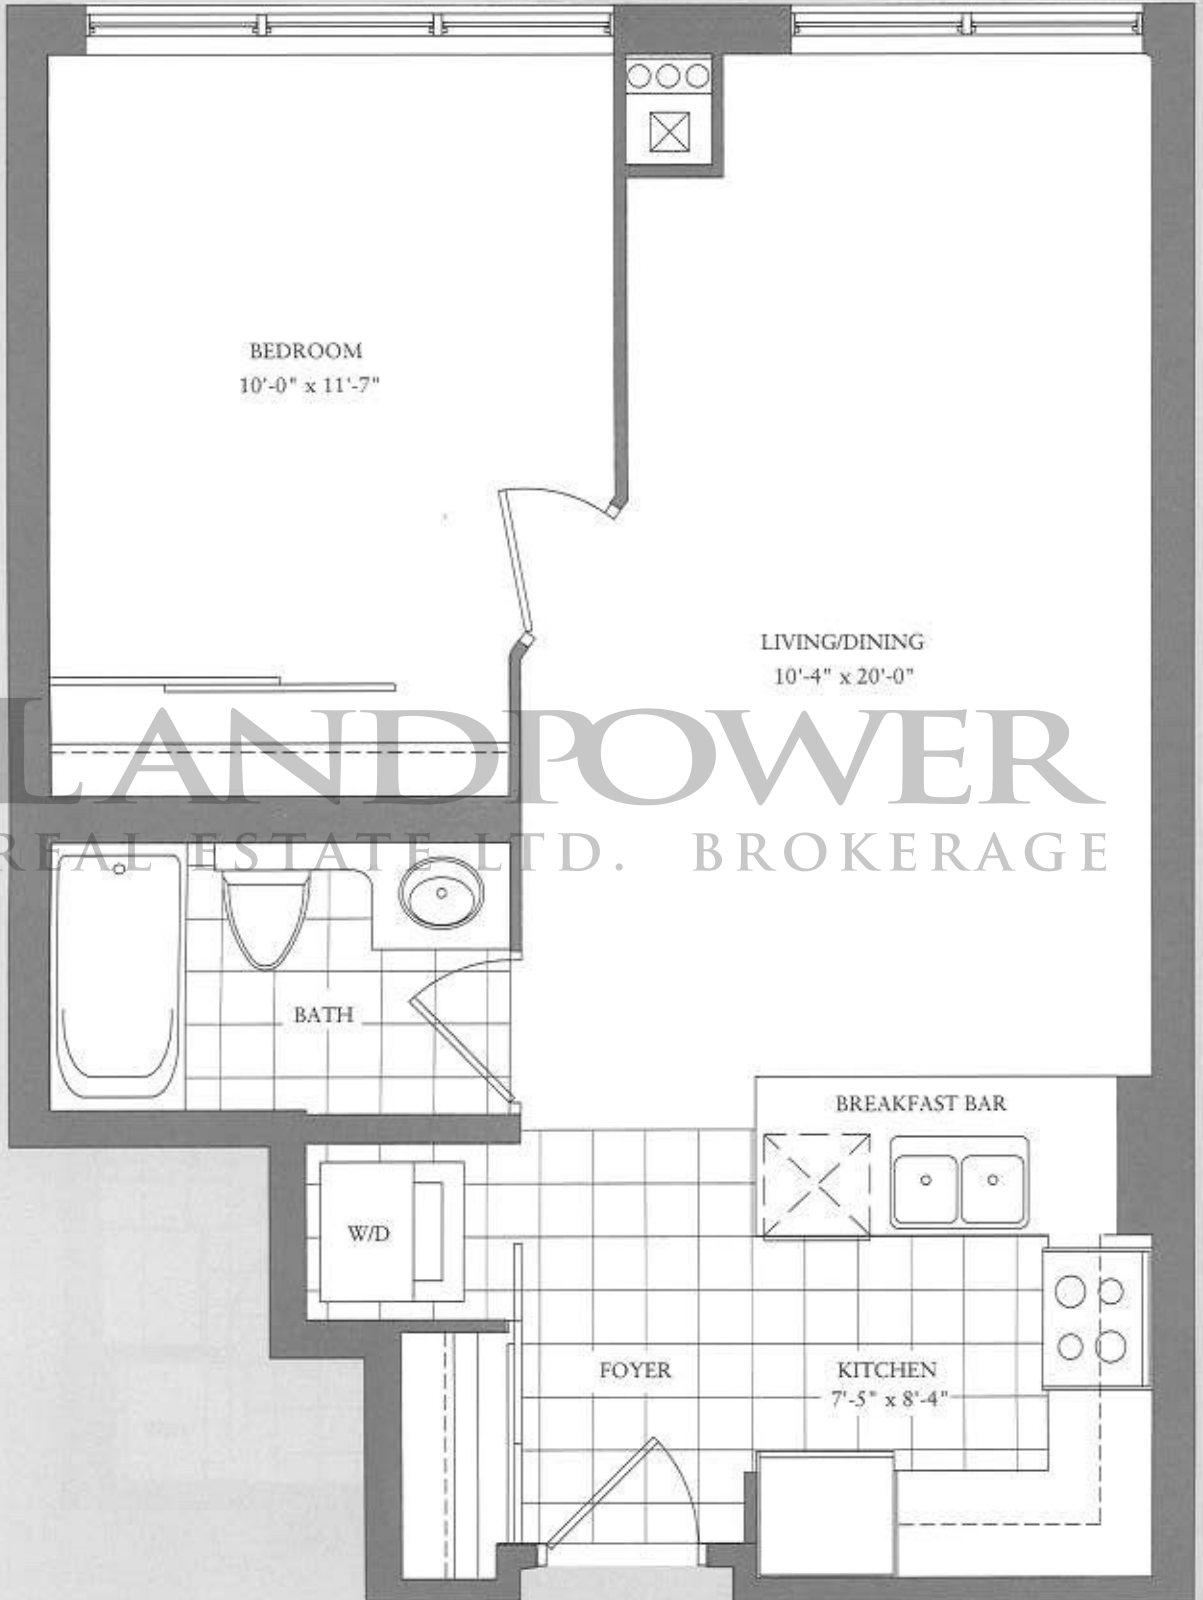 BEDROOM
10'-0" x 11'-7"
LIVING/DINING
10'-4" x 20'-0"
LANDPOWER
REAL ESTATE LTD. BROKERAGE
BATH
BREAKFAST BAR
W/D
FOYER
KITCHEN
7'-5" x 8'-4"